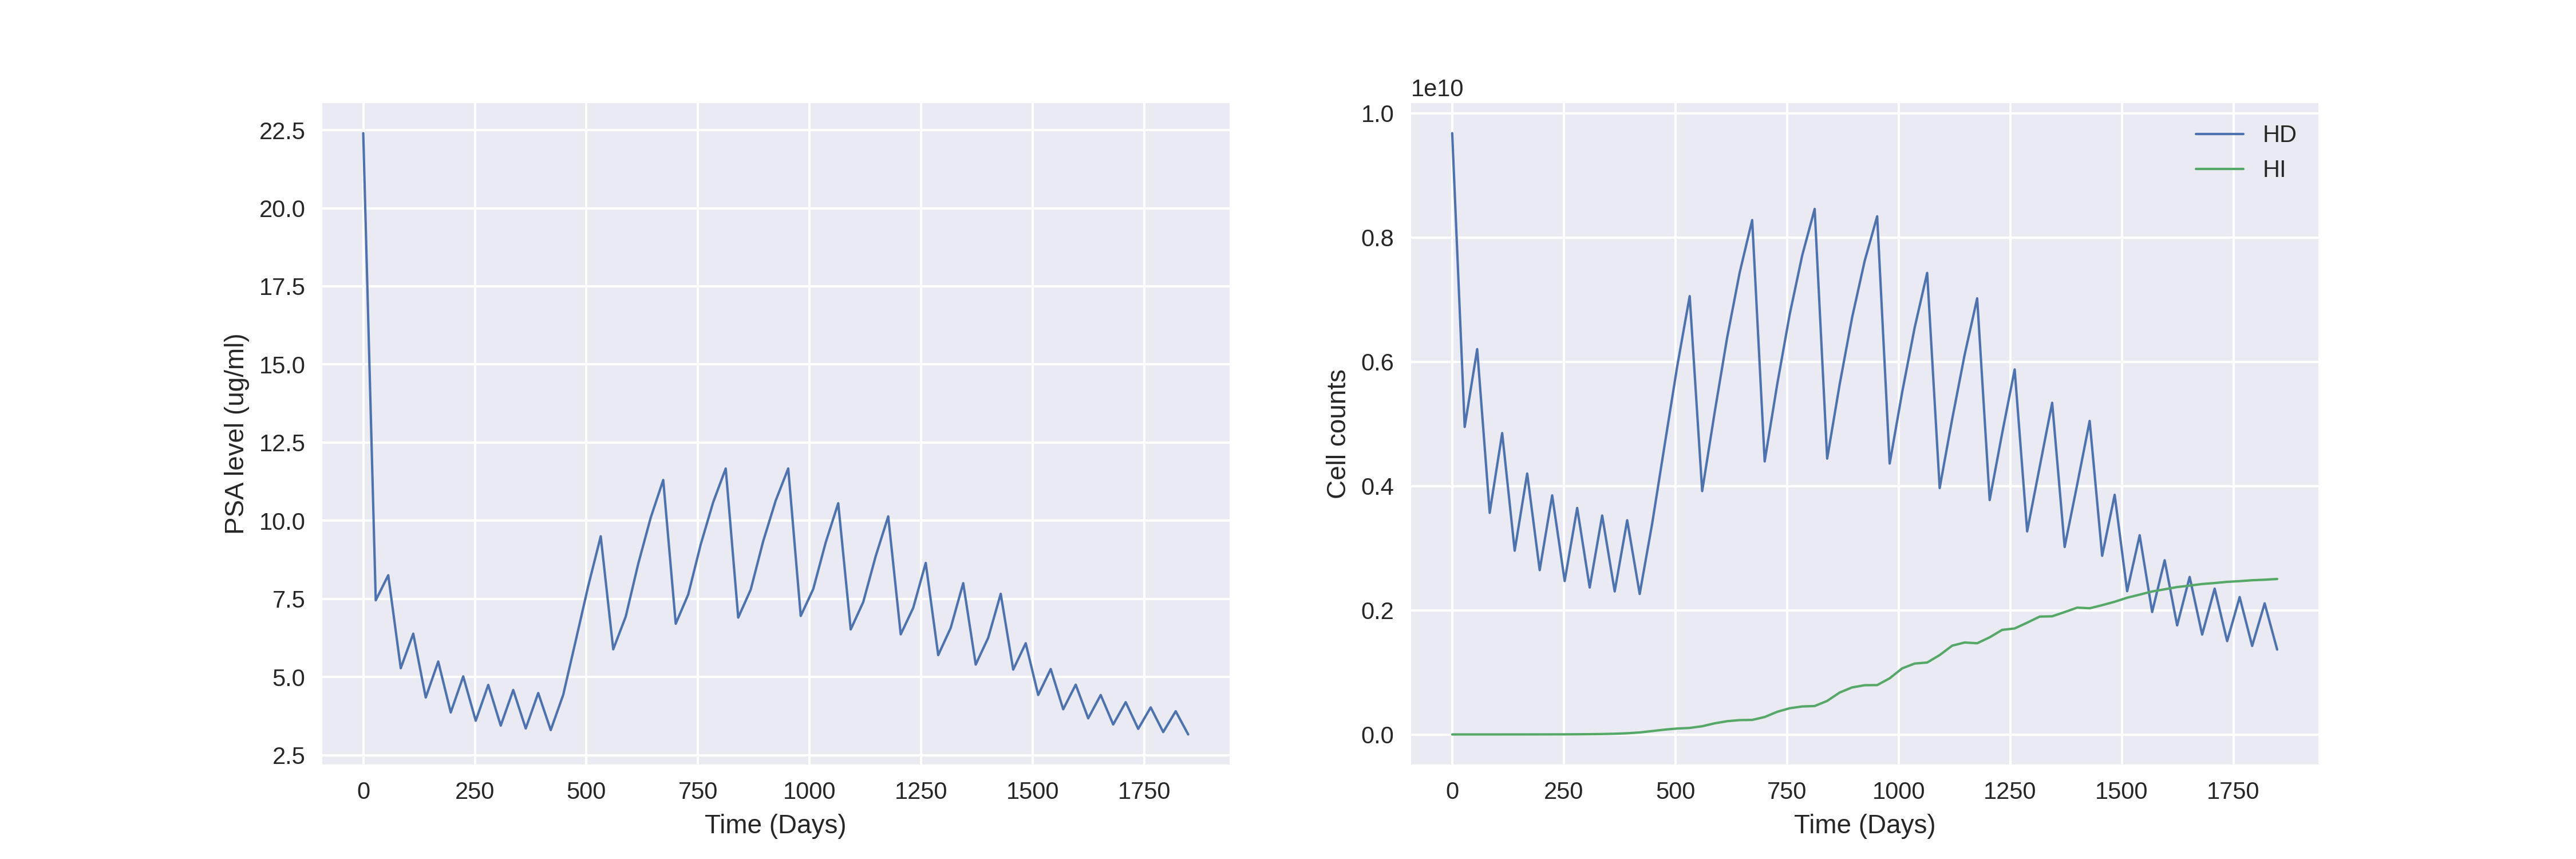 22.5
20.0
17.5
15.0
12.5
10.0
7.5
5.0
2.5
PSA level (ug/ml)
0 250 500 750 1000 1250 1500 1750
Time (Days)
1e10
1.0
0.8
0.6
0.4
0.2
0.0
Cell counts
HD
HI
0 250 500 750 1000 1250 1500 1750
Time (Days)